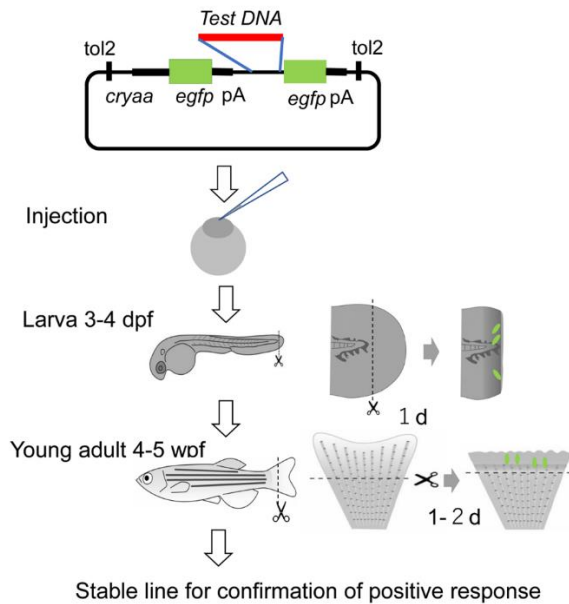 Test DNA
tol2
tol2
cryaa egfp pA egfp pA
Injection
Larva 3-4 dpf
1 d
Young adult 4-5 wpf
1- 2 d
Stable line for confirmation of positive response